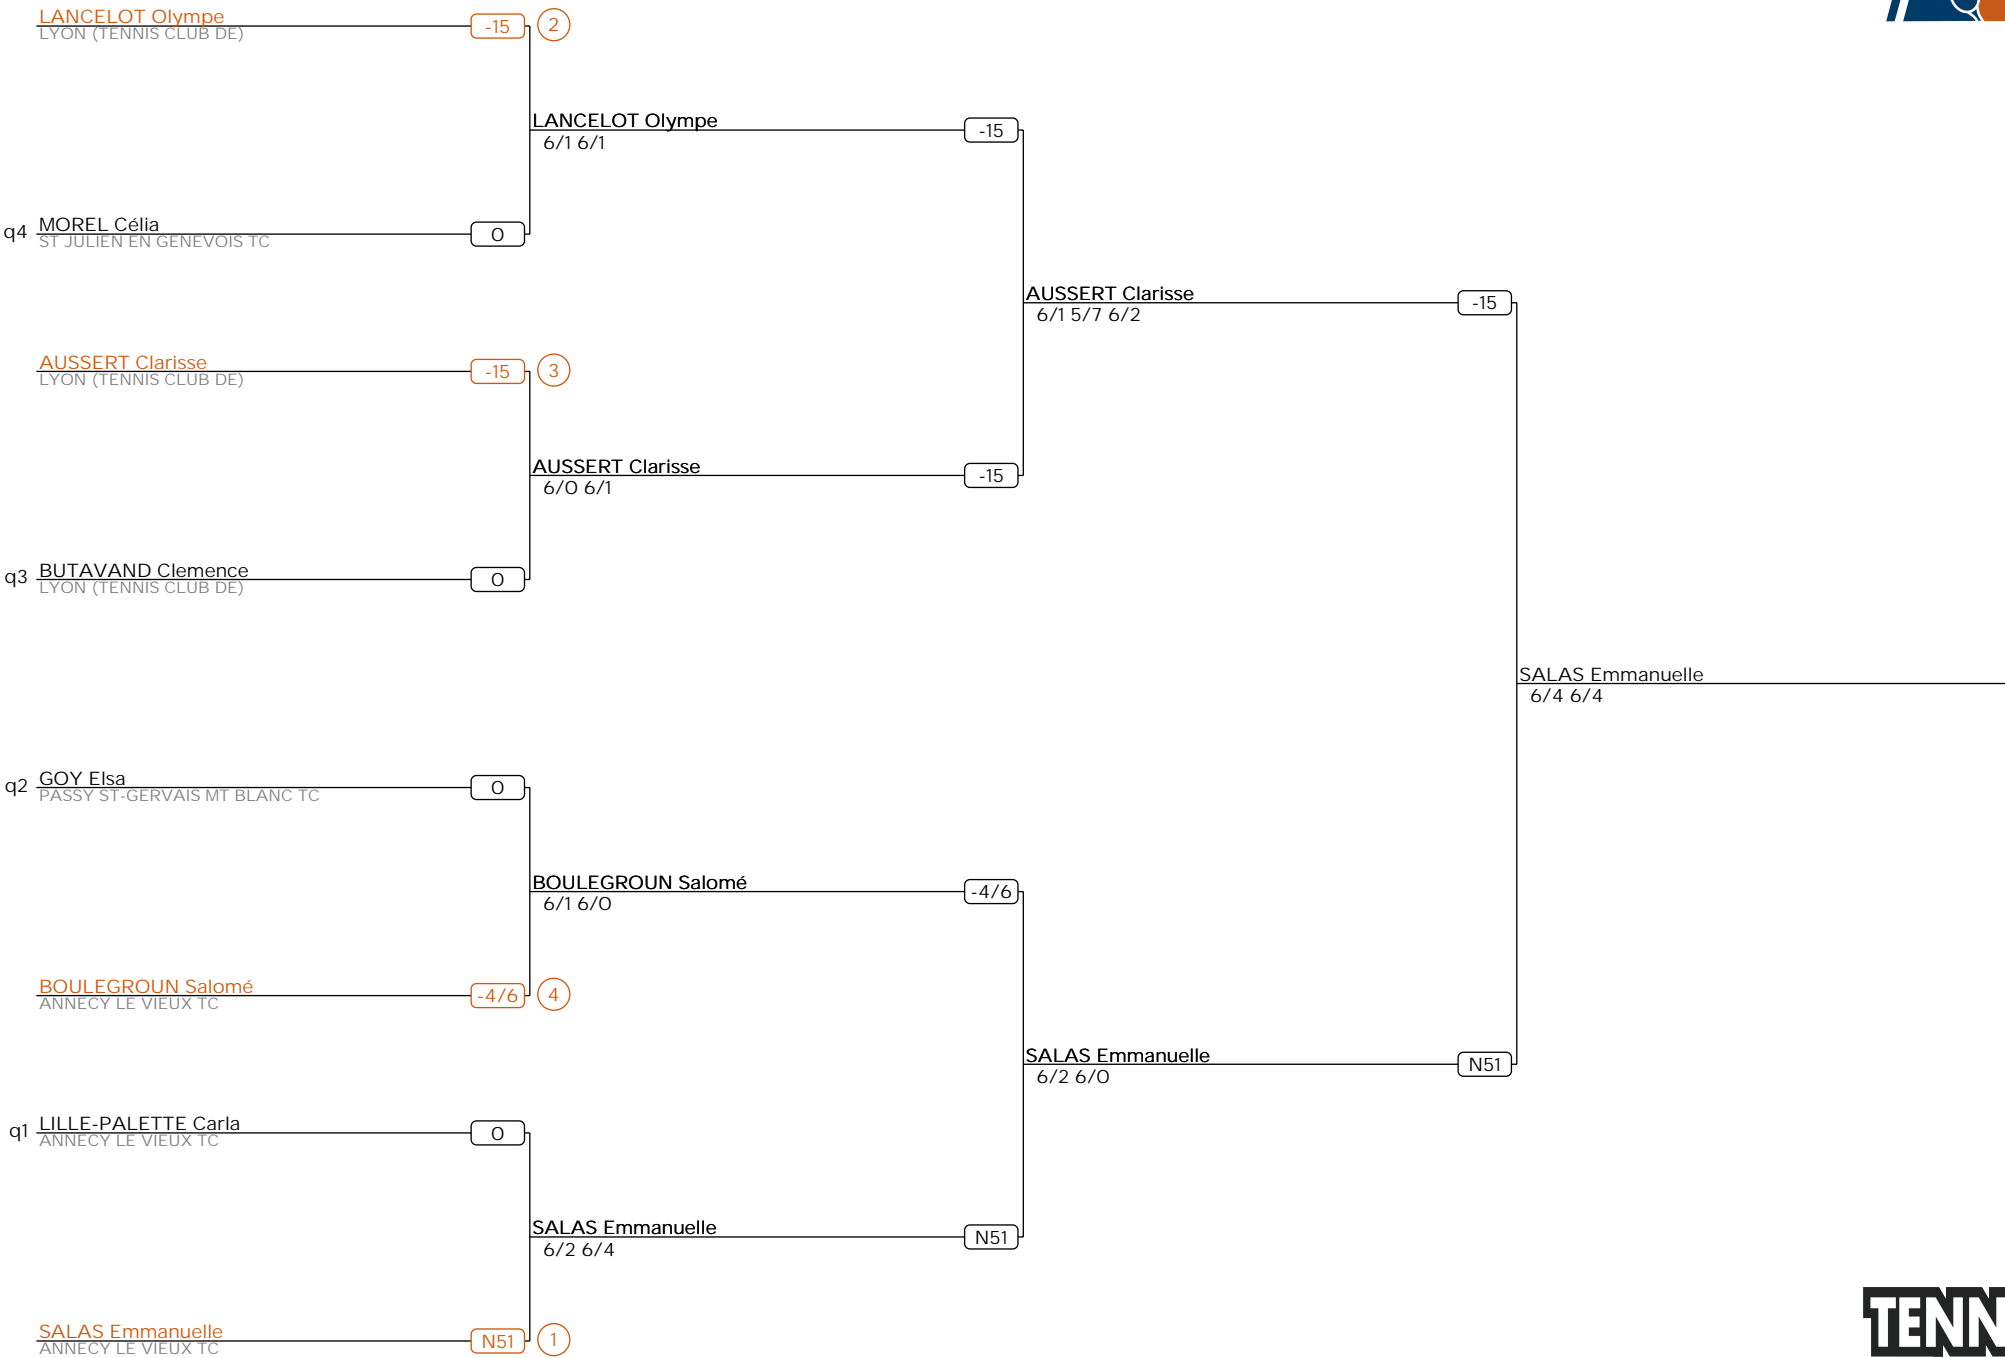 LANCELOT Olympe
LYON (TENNIS CLUB DE)
-15
2
LANCELOT Olympe
6/1 6/1
-15
q4
MOREL Célia
ST JULIEN EN GENEVOIS TC
0
AUSSERT Clarisse
6/1 5/7 6/2
-15
AUSSERT Clarisse
LYON (TENNIS CLUB DE)
-15
3
AUSSERT Clarisse
6/0 6/1
-15
q3
BUTAVAND Clemence
LYON (TENNIS CLUB DE)
0
SALAS Emmanuelle
6/4 6/4
q2
GOY Elsa
PASSY ST-GERVAIS MT BLANC TC
0
BOULEGROUN Salomé
6/1 6/0
-4/6
BOULEGROUN Salomé
ANNECY LE VIEUX TC
-4/6
4
SALAS Emmanuelle
6/2 6/0
N51
q1
LILLE-PALETTE Carla
ANNECY LE VIEUX TC
0
SALAS Emmanuelle
6/2 6/4
N51
SALAS Emmanuelle
ANNECY LE VIEUX TC
N51
1
TENN